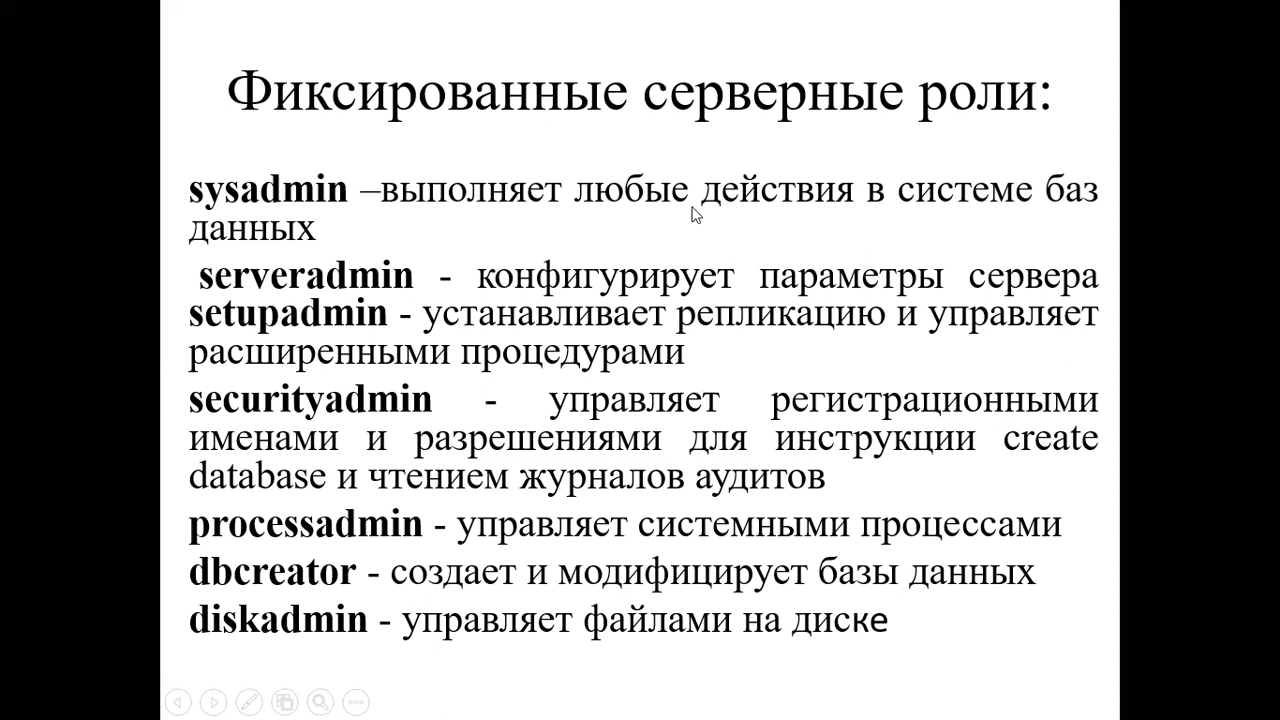 Фиксированные серверные роли:
sysadmin –выполняет любые действия в системе баз
данных
serveradmin - конфигурирует параметры сервера
setupadmin - устанавливает репликацию и управляет
расширенными процедурами
securityadmin - управляет регистрационными
именами и разрешениями для инструкции create
database и чтением журналов аудитов
processadmin - управляет системными процессами
dbcreator - создает и модифицирует базы данных
diskadmin - управляет файлами на диске